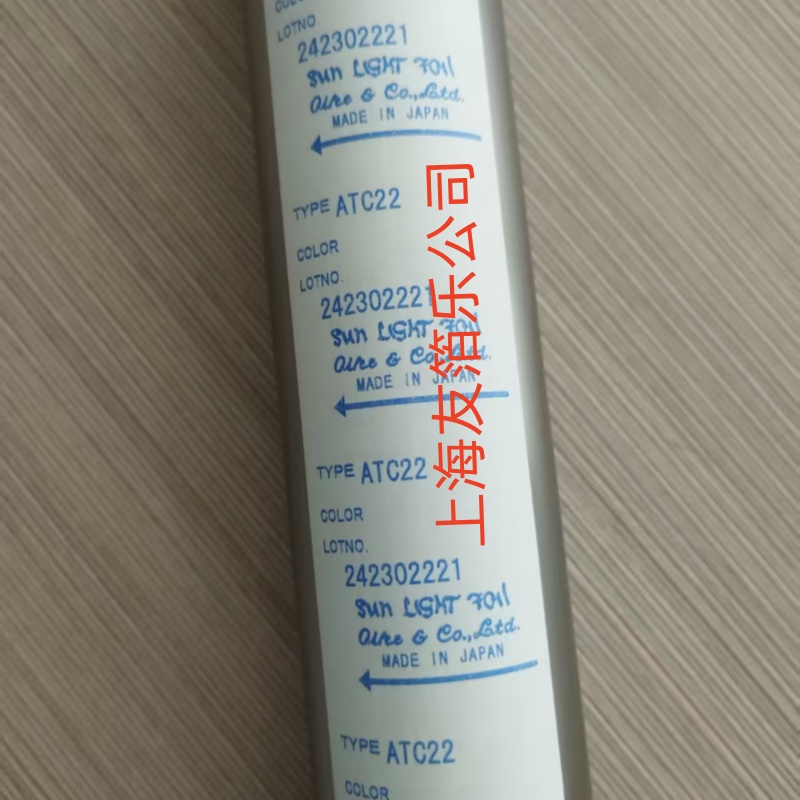 COLOR
LOTNO.
242302221
Sun LIGHT FOIL
Oike & Co.,Ltd.
MADE IN JAPAN
TYPE ATC22
COLOR
LOTNO.
242302221
Sun LIGHT FOIL
Oike & Co.,Ltd.
MADE IN JAPAN
TYPE ATC22
COLOR
LOTNO.
242302221
Sun LIGHT FOIL
Oike & Co.,Ltd.
MADE IN JAPAN
TYPE ATC22
COLOR
上海友箔乐公司